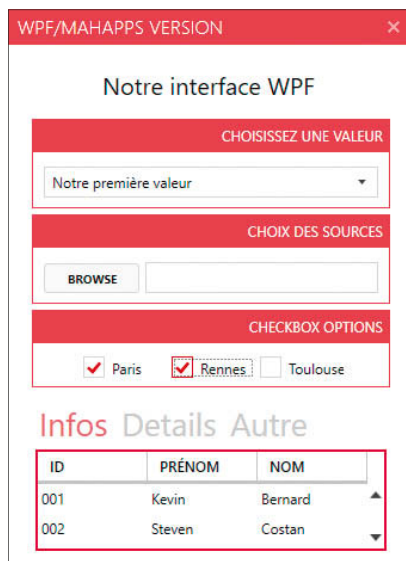 WPF/MAHAPPS VERSION
Notre interface WPF
CHOISISSEZ UNE VALEUR
Notre première valeur
CHOIX DES SOURCES
BROWSE
CHECKBOX OPTIONS
Paris Rennes Toulouse
Infos Details Autre
ID PRÉNOM NOM
001 Kevin Bernard
002 Steven Costan